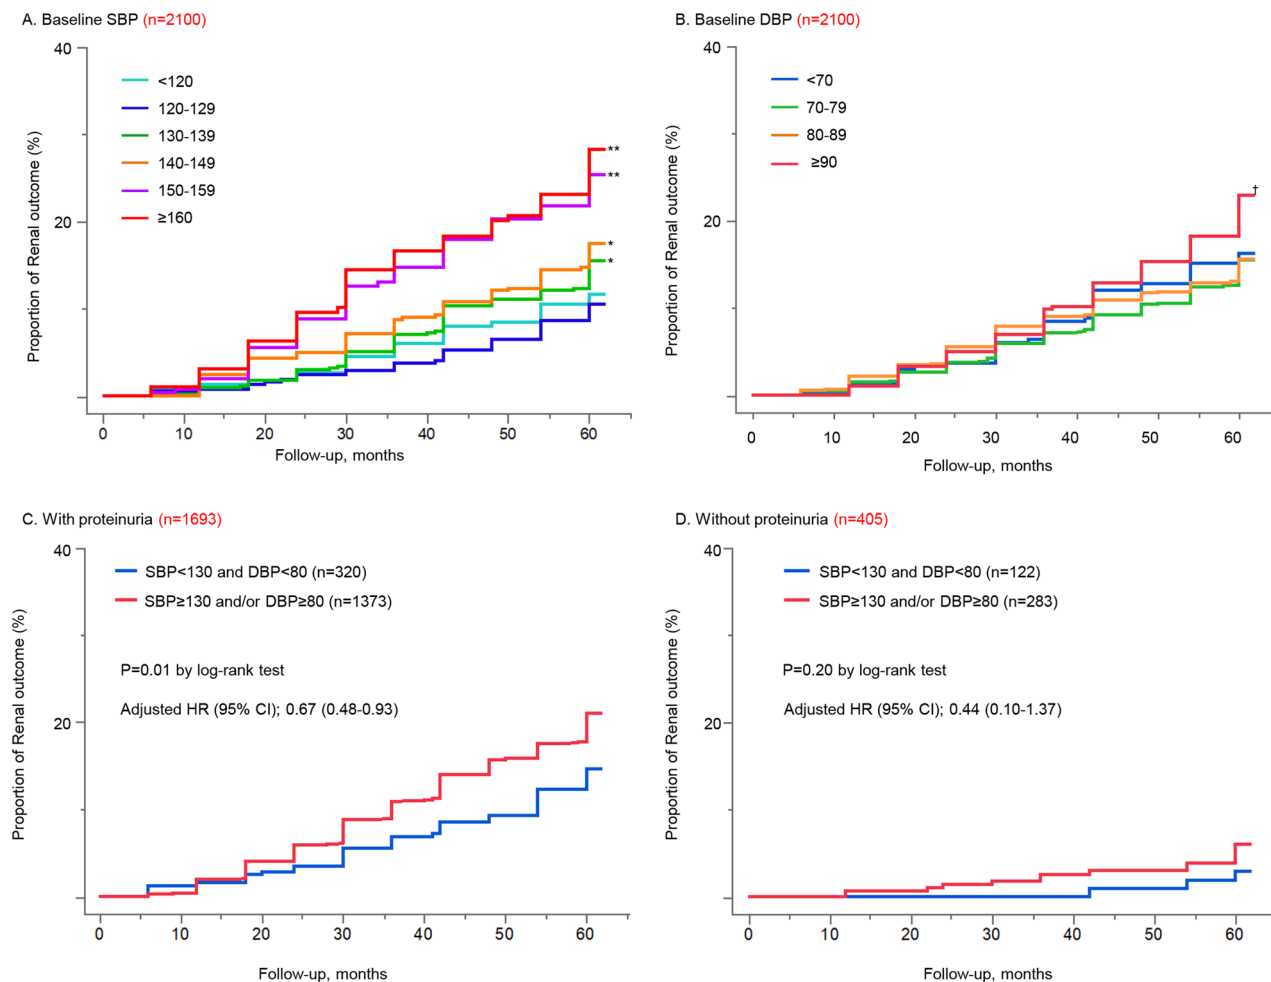 A. Baseline SBP (n=2100)
40
20
Proportion of Renal outcome (%)
<120
120-129
130-139
140-149
150-159
≥160
**
**
*
*
0 10 20 30 40 50 60
Follow-up, months
B. Baseline DBP (n=2100)
40
20
0
Proportion of Renal outcome (%)
<70
70-79
80-89
≥90
†
0 10 20 30 40 50 60
Follow-up, months
C. With proteinuria (n=1693)
40
20
0
Proportion of Renal outcome (%)
SBP<130 and DBP<80 (n=320)
SBP≥130 and/or DBP≥80 (n=1373)
P=0.01 by log-rank test
Adjusted HR (95% CI); 0.67 (0.48-0.93)
0 10 20 30 40 50 60
Follow-up, months
D. Without proteinuria (n=405)
40
20
0
Proportion of Renal outcome (%)
SBP<130 and DBP<80 (n=122)
SBP≥130 and/or DBP≥80 (n=283)
P=0.20 by log-rank test
Adjusted HR (95% CI); 0.44 (0.10-1.37)
0 10 20 30 40 50 60
Follow-up, months